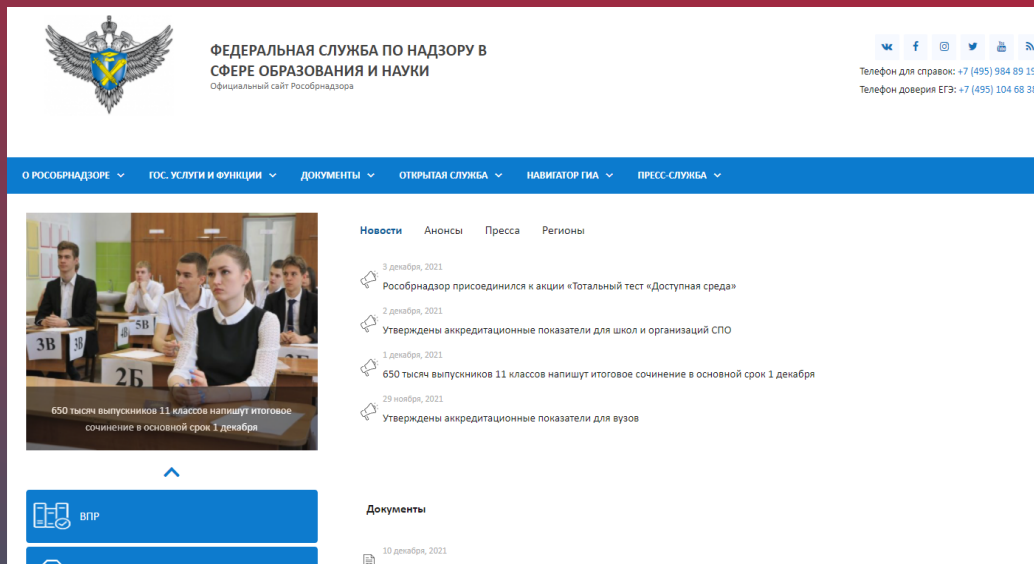 ФЕДЕРАЛЬНАЯ СЛУЖБА ПО НАДЗОРУ В
СФЕРЕ ОБРАЗОВАНИЯ И НАУКИ
Официальный сайт Рособрнадзора
Телефон для справок: +7 (495) 984 89 19
Телефон доверия ЕГЭ: +7 (495) 104 68 38
О РОСОБРНАДЗОРЕ ГОС. УСЛУГИ И ФУНКЦИИ ДОКУМЕНТЫ ОТКРЫТАЯ СЛУЖБА НАВИГАТОР ГИА ПРЕСС-СЛУЖБА
3В 3В 4В 5В
2Б
650 тысяч выпускников 11 классов напишут итоговое
сочинение в основной срок 1 декабря
ВПР
Новости Анонсы Пресса Регионы
3 декабря, 2021
Рособрнадзор присоединился к акции «Тотальный тест «Доступная среда»
2 декабря, 2021
Утверждены аккредитационные показатели для школ и организаций СПО
1 декабря, 2021
650 тысяч выпускников 11 классов напишут итоговое сочинение в основной срок 1 декабря
29 ноября, 2021
Утверждены аккредитационные показатели для вузов
Документы
10 декабря, 2021